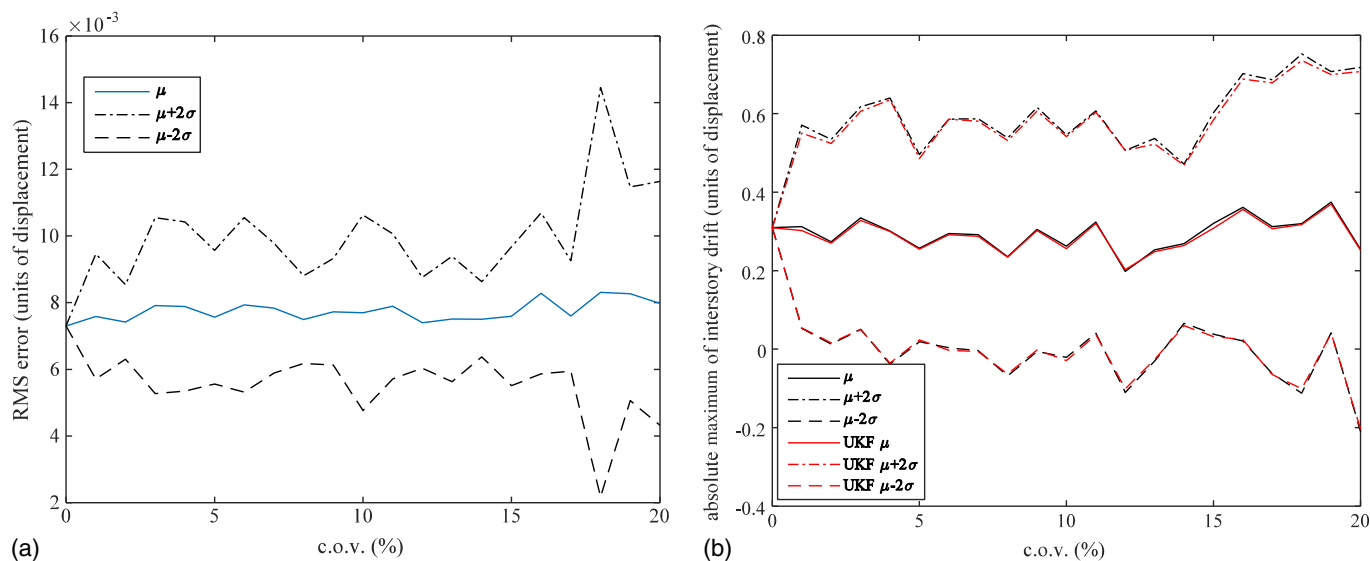 ×10⁻³
16
14
12
10
8
6
4
2
RMS error (units of displacement)
μ
μ+2σ
μ-2σ
0 5 10 15 20
c.o.v. (%)
(a)
0.8
0.6
0.4
0.2
0
-0.2
-0.4
absolute maximum of interstory drift (units of displacement)
μ
μ+2σ
μ-2σ
UKF μ
UKF μ+2σ
UKF μ-2σ
0 5 10 15 20
c.o.v. (%)
(b)